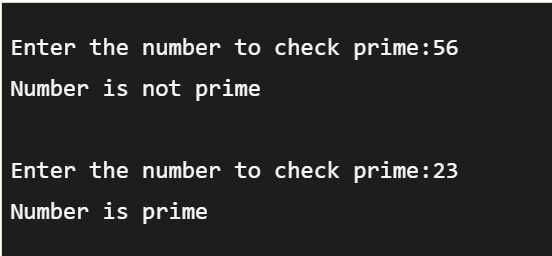 Enter the number to check prime:56
Number is not prime
Enter the number to check prime:23
Number is prime